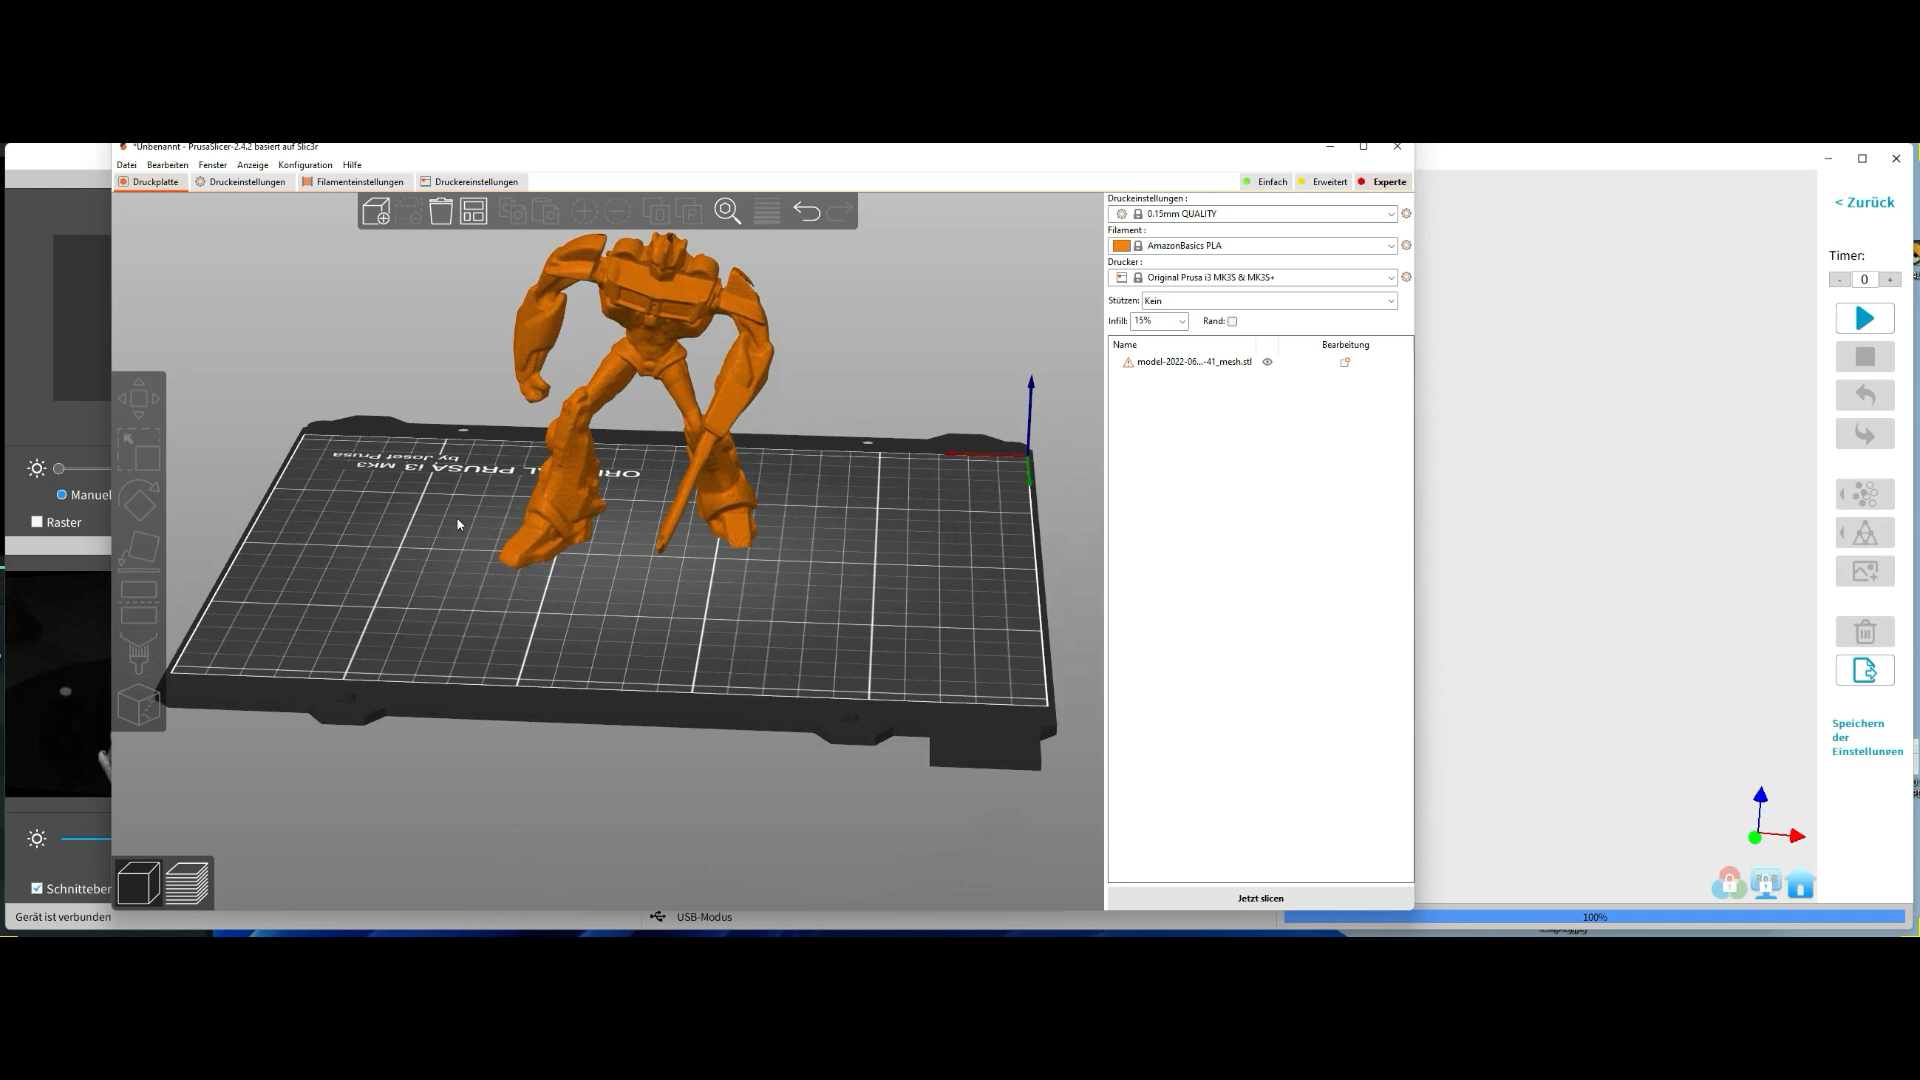 *Unbenannt - PrusaSlicer-2.4.2 basiert auf Slic3r
Datei Bearbeiten Fenster Anzeige Konfiguration Hilfe
Druckplatte Druckeinstellungen Filamenteinstellungen Druckereinstellungen Einfach Erweitert Experte
Druckeinstellungen :
0.15mm QUALITY
Filament :
AmazonBasics PLA
Drucker :
Original Prusa i3 MK3S & MK3S+
Stützen: Kein
Infill: 15% Rand:
Name Bearbeitung
model-2022-06...-41_mesh.stl
Jetzt slicen
by Josef Prusa
PRUSA i3 MK3
Manuel
Raster
Schnitteber
Gerät ist verbunden USB-Modus 100%
< Zurück
Timer:
- 0 +
Speichern
der
Einstellungen